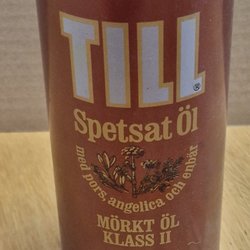 TILL®
Spetsat Öl
med pors, angelica och enbär
MÖRKT ÖL
KLASS II